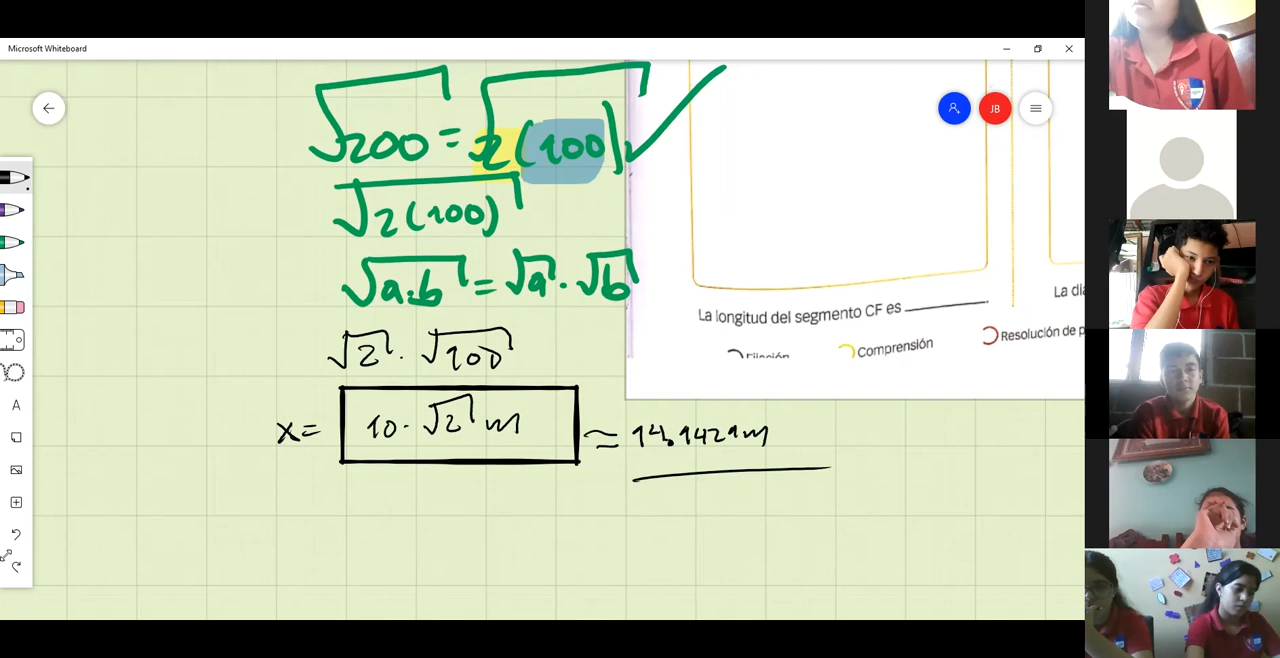 Microsoft Whiteboard
JB
√200 = √2(100)
√2(100)
√a.b = √a . √b
√2 . √100
x = 10 . √2 m ≈ 14.1421m
La longitud del segmento CF es
La dia
Comprensión
Resolución de p
A